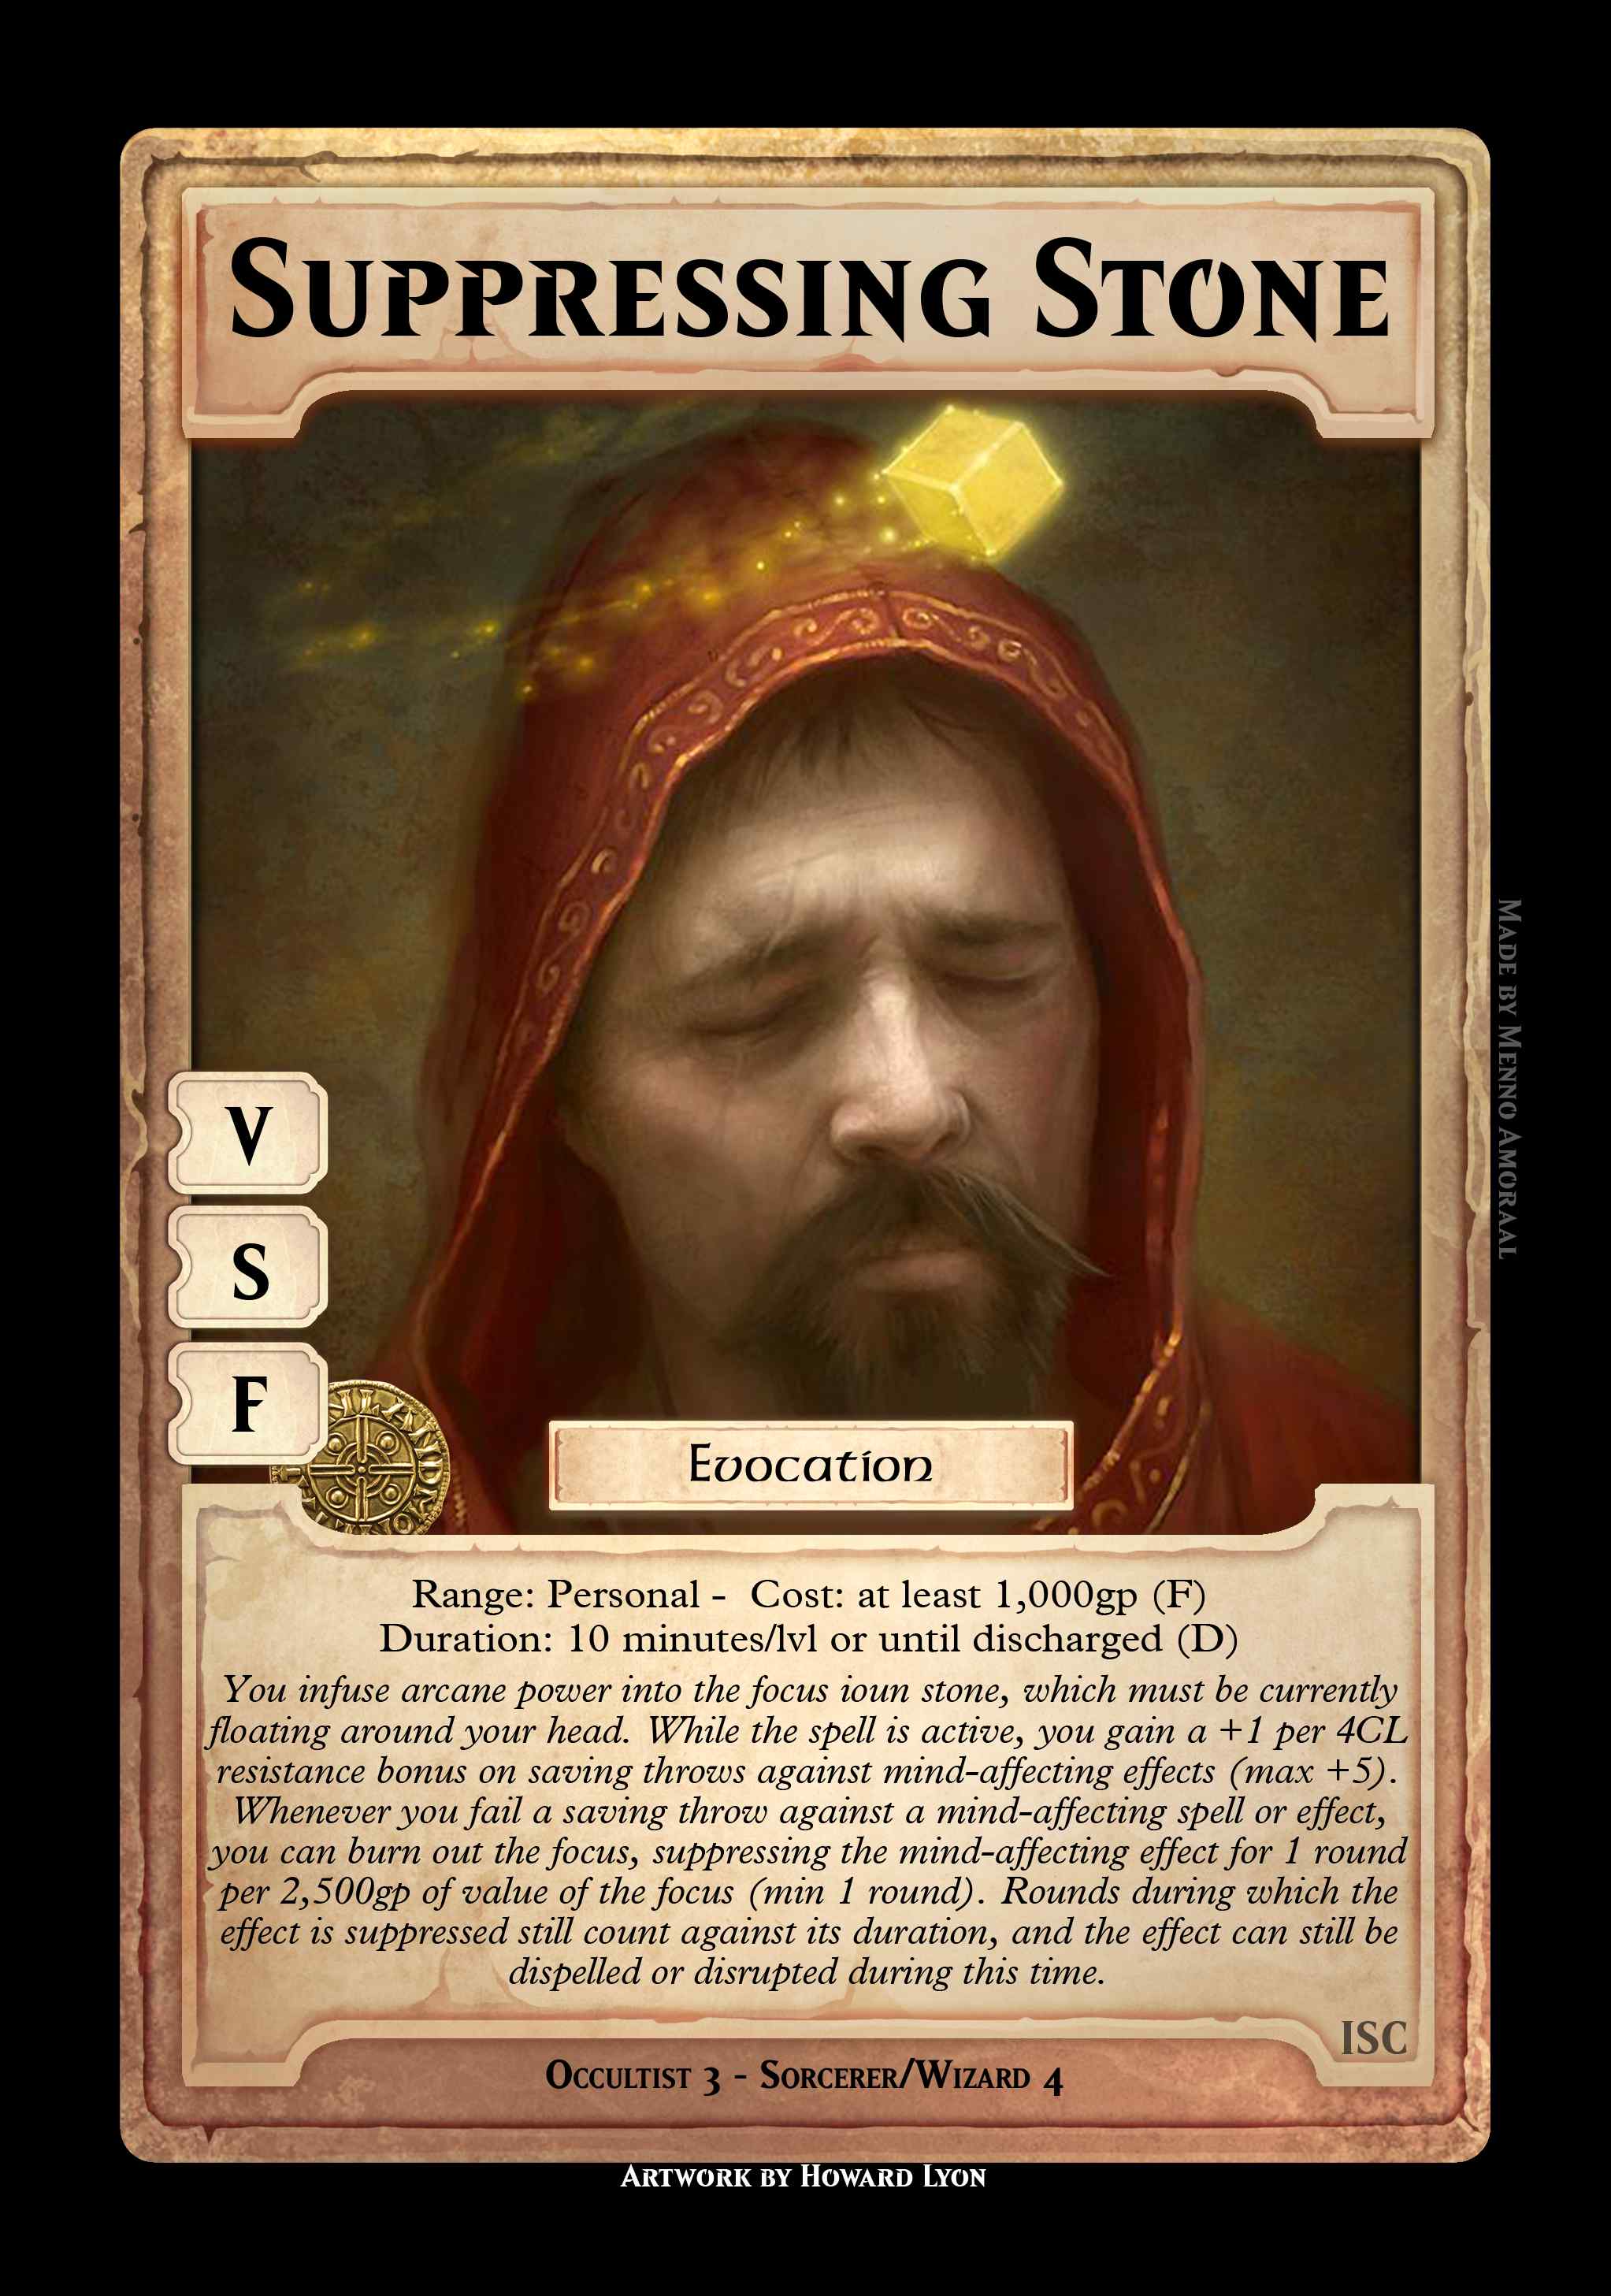 Suppressing Stone
V
S
F
Evocation
Range: Personal -  Cost: at least 1,000gp (F)
Duration: 10 minutes/lvl or until discharged (D)
You infuse arcane power into the focus ioun stone, which must be currently
floating around your head. While the spell is active, you gain a +1 per 4CL
resistance bonus on saving throws against mind-affecting effects (max +5).
Whenever you fail a saving throw against a mind-affecting spell or effect,
you can burn out the focus, suppressing the mind-affecting effect for 1 round
per 2,500gp of value of the focus (min 1 round). Rounds during which the
effect is suppressed still count against its duration, and the effect can still be
dispelled or disrupted during this time.
ISC
Occultist 3 - Sorcerer/Wizard 4
Artwork by Howard Lyon
Made by Menno Amoraal